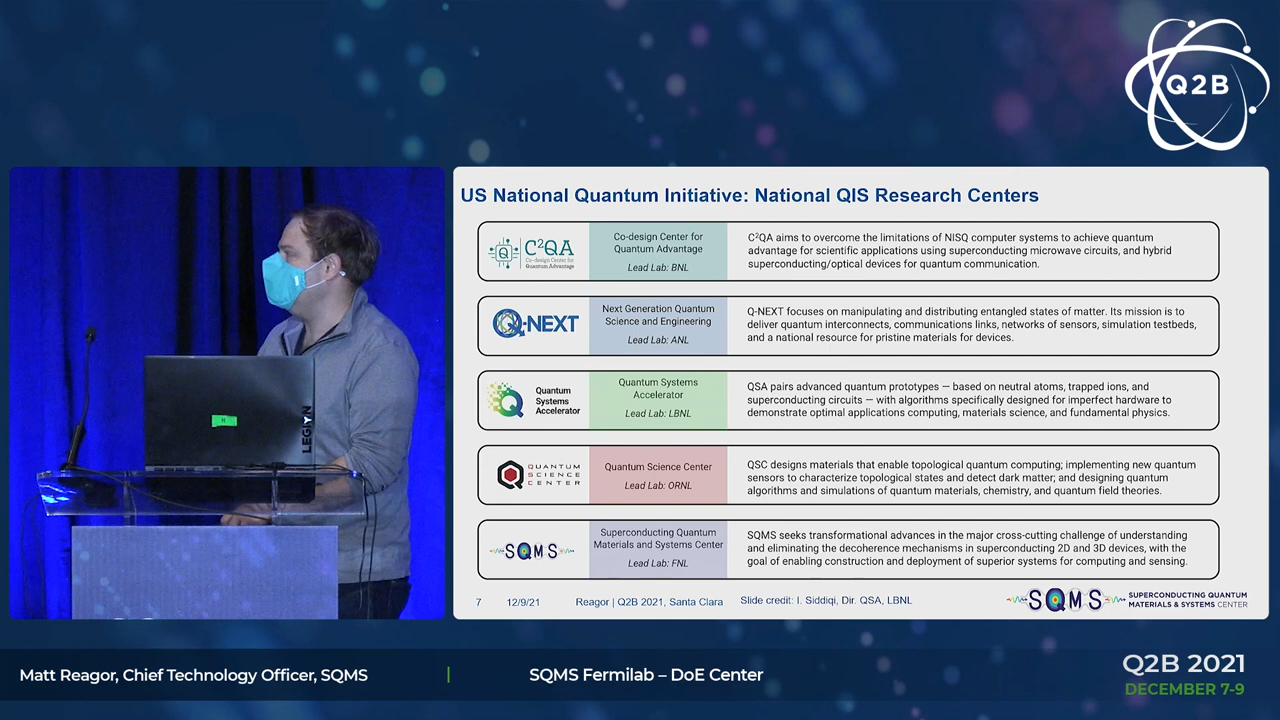 Q2B
US National Quantum Initiative: National QIS Research Centers
C²QA
Co-design Center for
Quantum Advantage
Co-design Center for
Quantum Advantage
Lead Lab: BNL
C²QA aims to overcome the limitations of NISQ computer systems to achieve quantum
advantage for scientific applications using superconducting microwave circuits, and hybrid
superconducting/optical devices for quantum communication.
Q-NEXT
Next Generation Quantum
Science and Engineering
Lead Lab: ANL
Q-NEXT focuses on manipulating and distributing entangled states of matter. Its mission is to
deliver quantum interconnects, communications links, networks of sensors, simulation testbeds,
and a national resource for pristine materials for devices.
Quantum
Systems
Accelerator
Quantum Systems
Accelerator
Lead Lab: LBNL
QSA pairs advanced quantum prototypes — based on neutral atoms, trapped ions, and
superconducting circuits — with algorithms specifically designed for imperfect hardware to
demonstrate optimal applications computing, materials science, and fundamental physics.
QUANTUM
SCIENCE
CENTER
Quantum Science Center
Lead Lab: ORNL
QSC designs materials that enable topological quantum computing; implementing new quantum
sensors to characterize topological states and detect dark matter; and designing quantum
algorithms and simulations of quantum materials, chemistry, and quantum field theories.
SQMS
Superconducting Quantum
Materials and Systems Center
Lead Lab: FNL
SQMS seeks transformational advances in the major cross-cutting challenge of understanding
and eliminating the decoherence mechanisms in superconducting 2D and 3D devices, with the
goal of enabling construction and deployment of superior systems for computing and sensing.
7 12/9/21 Reagor | Q2B 2021, Santa Clara Slide credit: I. Siddiqi, Dir. QSA, LBNL
SQMS
SUPERCONDUCTING QUANTUM
MATERIALS & SYSTEMS CENTER
LEGION
Matt Reagor, Chief Technology Officer, SQMS | SQMS Fermilab – DoE Center
Q2B 2021
DECEMBER 7-9